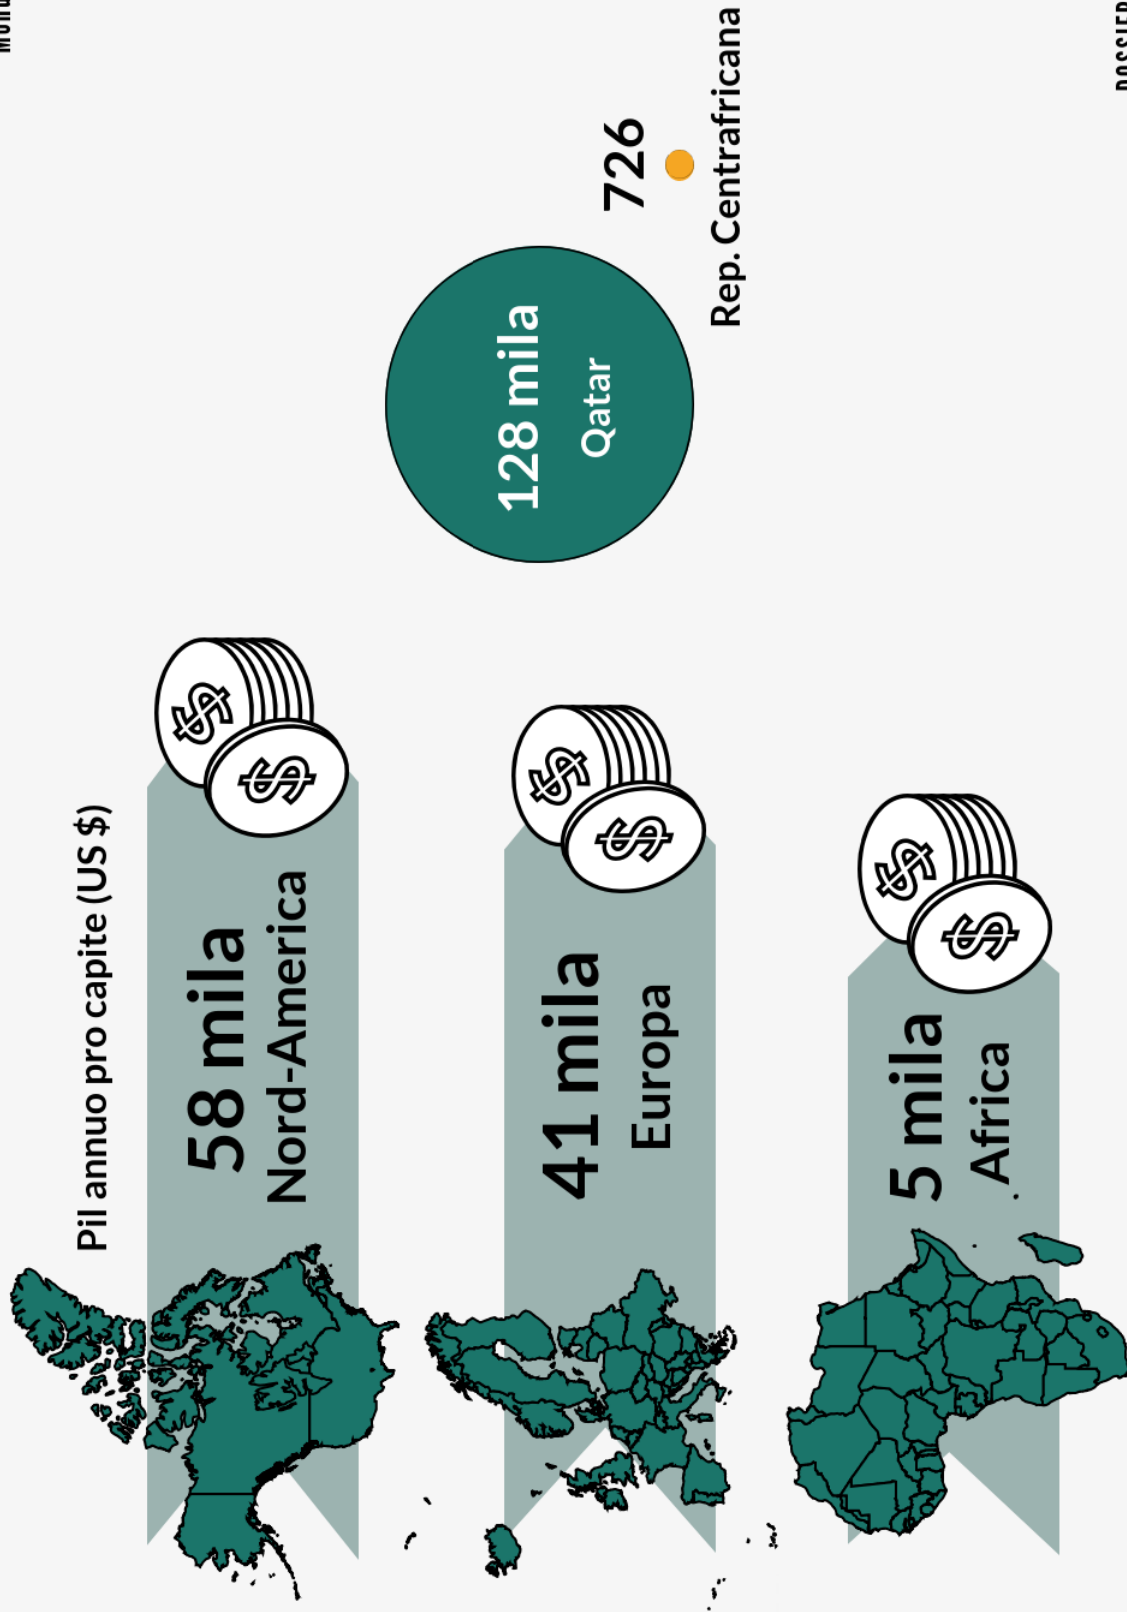 Pil annuo pro capite (US $)
58 mila
Nord-America
41 mila
Europa
5 mila
Africa
128 mila
Qatar
726
Rep. Centrafricana
DOSSIER